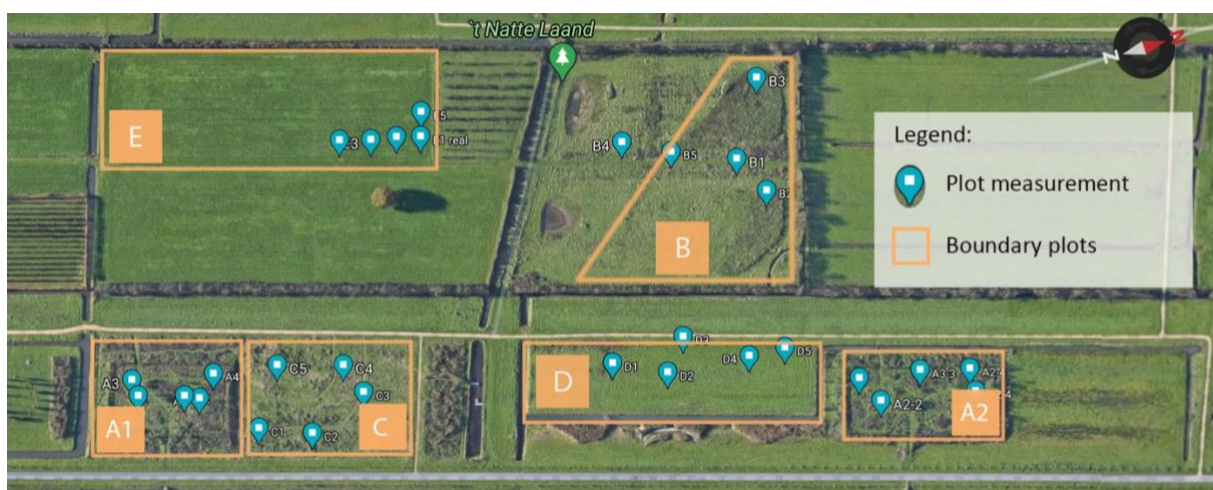 't Natte Laand
N
Legend:
Plot measurement
Boundary plots
E
E5
E3
E1 real
B3
B4
B5
B1
B2
B
A3
A4
A1
C5
C4
C3
C1
C2
C
D3
D1
D2
D4
D5
D
A3-3
A2-2
A2